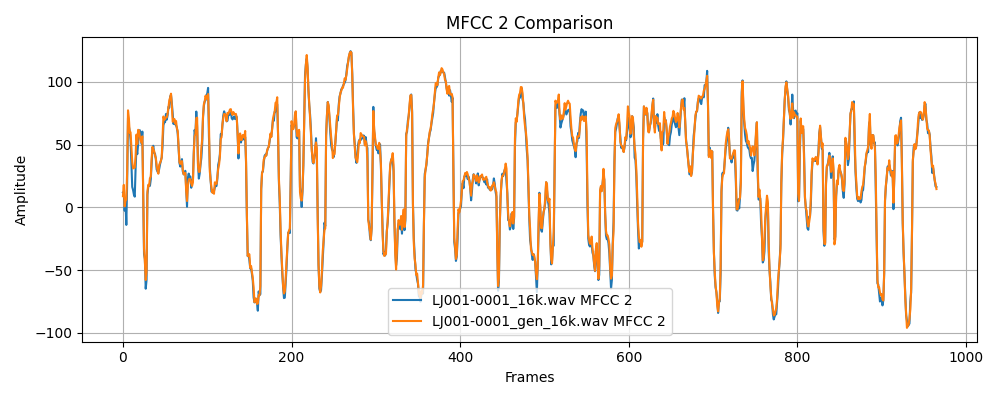 MFCC 2 Comparison
Amplitude
100
50
0
−50
−100
LJ001-0001_16k.wav MFCC 2
LJ001-0001_gen_16k.wav MFCC 2
0
200
400
600
800
1000
Frames